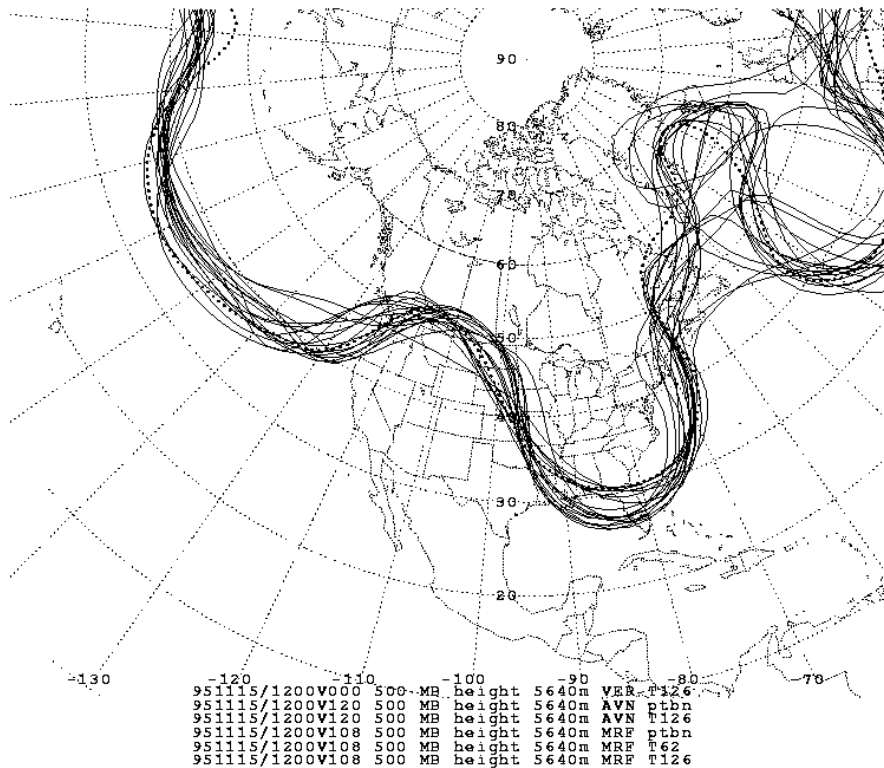 90
80
70
60
50
40
30
20
-130 -120 -110 -100 -90 -80 70
951115/1200V000 500 MB height 5640m VER T126
951115/1200V120 500 MB height 5640m AVN ptbn
951115/1200V120 500 MB height 5640m AVN T126
951115/1200V108 500 MB height 5640m MRF ptbn
951115/1200V108 500 MB height 5640m MRF T62
951115/1200V108 500 MB height 5640m MRF T126